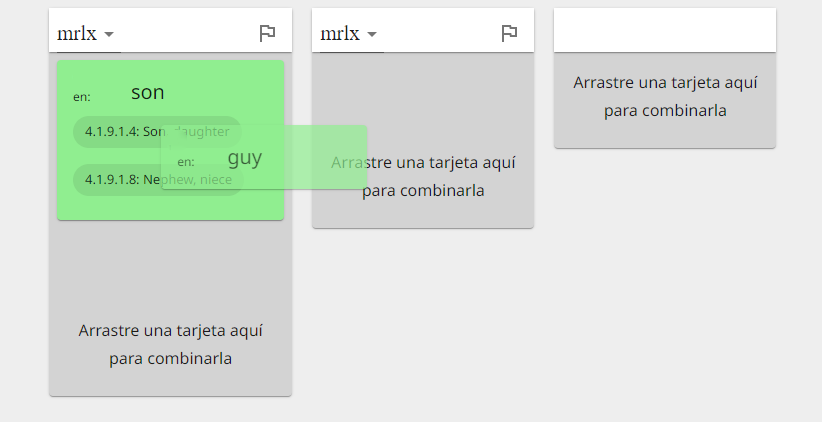 mrlx
en: son
4.1.9.1.4: Son, daughter
4.1.9.1.8: Nephew, niece
Arrastre una tarjeta aquí
para combinarla
en: guy
mrlx
Arrastre una tarjeta aquí
para combinarla
Arrastre una tarjeta aquí
para combinarla